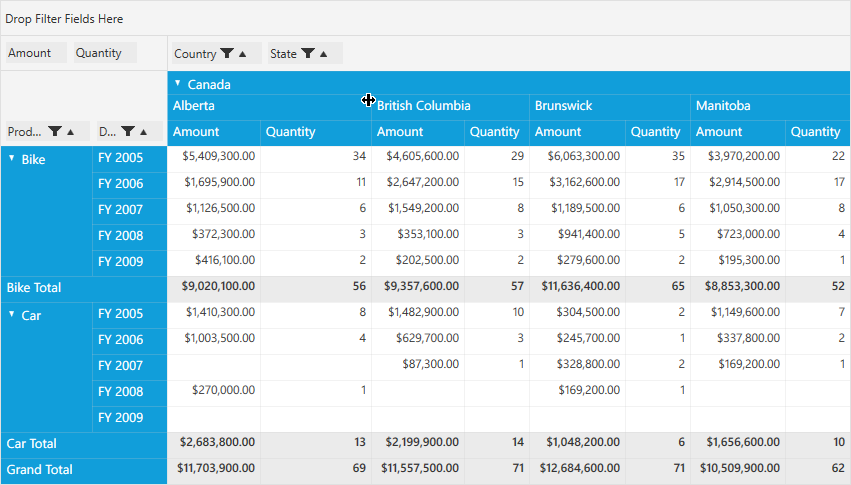 Drop Filter Fields Here
Amount Quantity Country State
Canada
Alberta British Columbia Brunswick Manitoba
Prod... D... Amount Quantity Amount Quantity Amount Quantity Amount Quantity
Bike FY 2005 $5,409,300.00 34 $4,605,600.00 29 $6,063,300.00 35 $3,970,200.00 22
FY 2006 $1,695,900.00 11 $2,647,200.00 15 $3,162,600.00 17 $2,914,500.00 17
FY 2007 $1,126,500.00 6 $1,549,200.00 8 $1,189,500.00 6 $1,050,300.00 8
FY 2008 $372,300.00 3 $353,100.00 3 $941,400.00 5 $723,000.00 4
FY 2009 $416,100.00 2 $202,500.00 2 $279,600.00 2 $195,300.00 1
Bike Total $9,020,100.00 56 $9,357,600.00 57 $11,636,400.00 65 $8,853,300.00 52
Car FY 2005 $1,410,300.00 8 $1,482,900.00 10 $304,500.00 2 $1,149,600.00 7
FY 2006 $1,003,500.00 4 $629,700.00 3 $245,700.00 1 $337,800.00 2
FY 2007 $87,300.00 1 $328,800.00 2 $169,200.00 1
FY 2008 $270,000.00 1 $169,200.00 1
FY 2009
Car Total $2,683,800.00 13 $2,199,900.00 14 $1,048,200.00 6 $1,656,600.00 10
Grand Total $11,703,900.00 69 $11,557,500.00 71 $12,684,600.00 71 $10,509,900.00 62